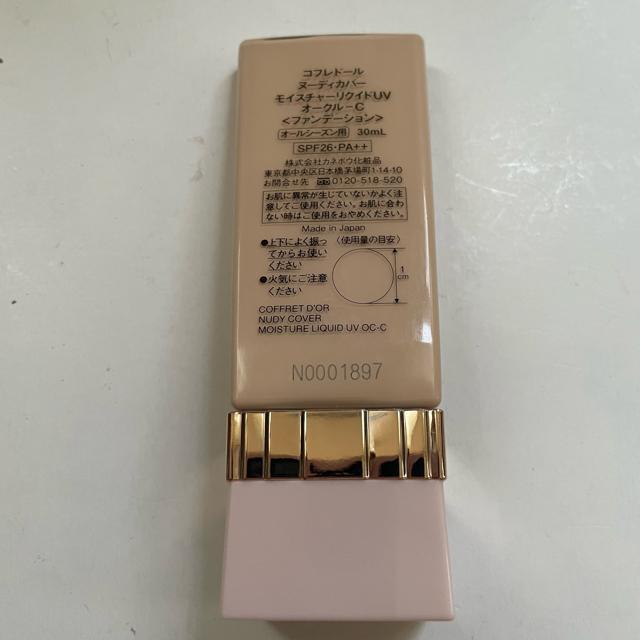 コフレドール
ヌーディカバー
モイスチャーリクイドUV
オークル-C
<ファンデーション>
オールシーズン用 30mL
SPF26・PA++
株式会社カネボウ化粧品
東京都中央区日本橋茅場町1-14-10
お問合せ先 0120-518-520
お肌に異常が生じていないかよく注
意してご使用ください。お肌に合わ
ない時はご使用をおやめください。
Made in Japan
●上下によく振っ
てからお使い
ください
●火気にご注意
ください
〈使用量の目安〉
1
cm
COFFRET D'OR
NUDY COVER
MOISTURE LIQUID UV OC-C
N0001897